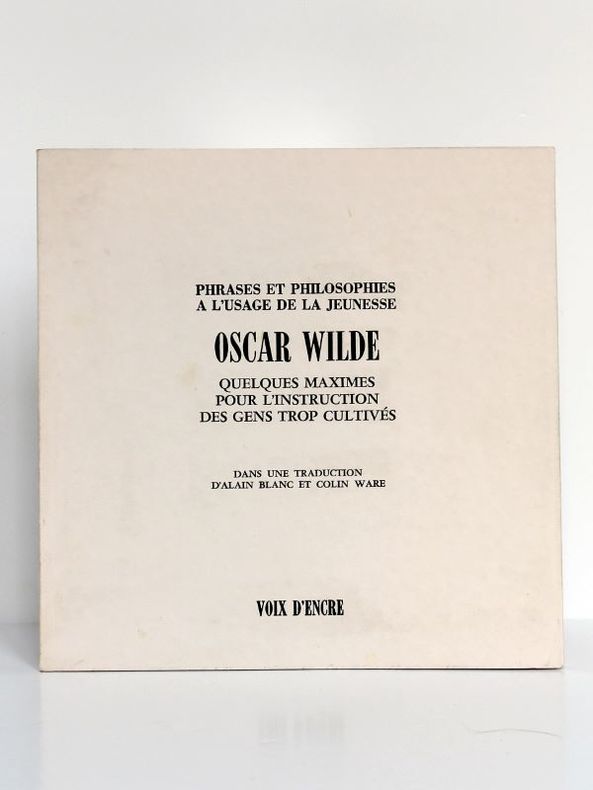 PHRASES ET PHILOSOPHIES
A L'USAGE DE LA JEUNESSE
OSCAR WILDE
QUELQUES MAXIMES
POUR L'INSTRUCTION
DES GENS TROP CULTIVÉS
DANS UNE TRADUCTION
D'ALAIN BLANC ET COLIN WARE
VOIX D'ENCRE